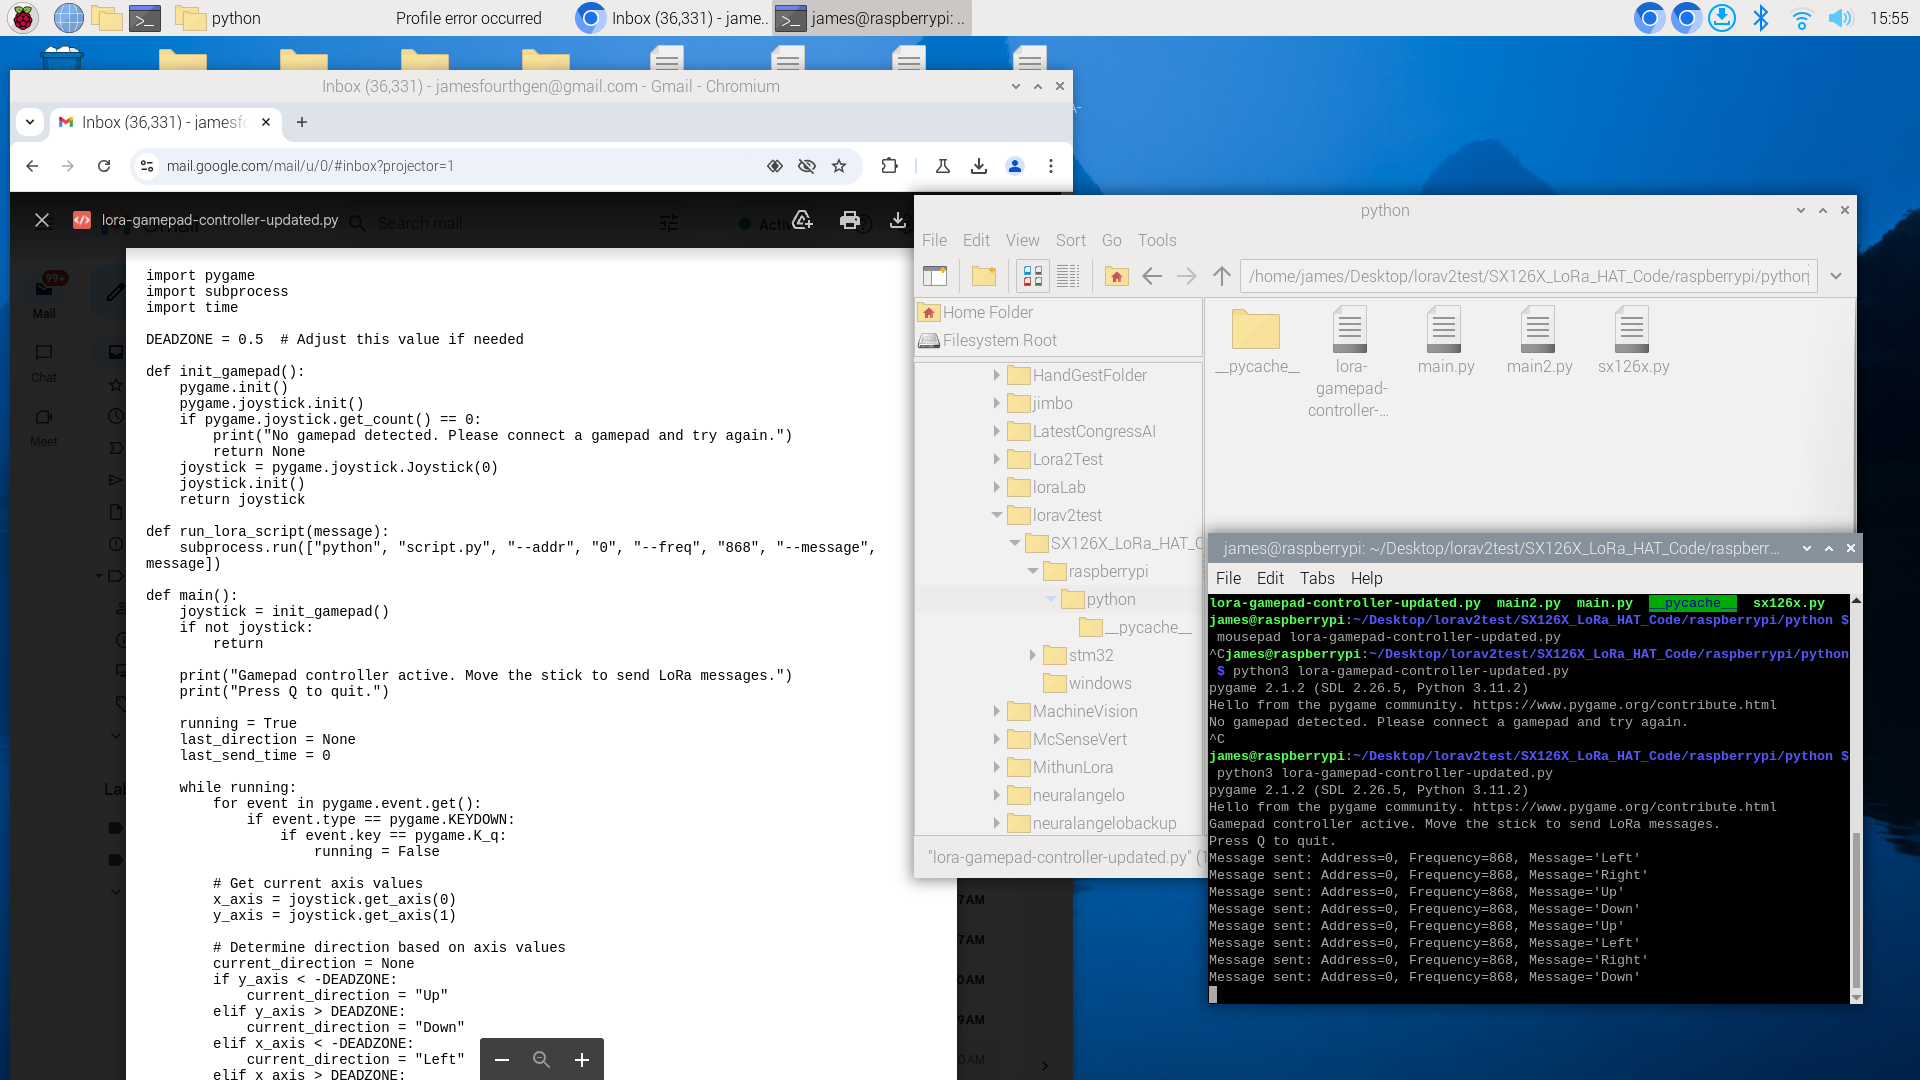 python
Profile error occurred
Inbox (36,331) - jame..
james@raspberrypi: ..
15:55
Inbox (36,331) - jamesfourthgen@gmail.com - Gmail - Chromium
Inbox (36,331) - jamesfo
mail.google.com/mail/u/0/#inbox?projector=1
lora-gamepad-controller-updated.py
Search mail
99+
Mail
Chat
Meet
import pygame
import subprocess
import time
DEADZONE = 0.5  # Adjust this value if needed
def init_gamepad():
pygame.init()
pygame.joystick.init()
if pygame.joystick.get_count() == 0:
print("No gamepad detected. Please connect a gamepad and try again.")
return None
joystick = pygame.joystick.Joystick(0)
joystick.init()
return joystick
def run_lora_script(message):
subprocess.run(["python", "script.py", "--addr", "0", "--freq", "868", "--message",
message])
def main():
joystick = init_gamepad()
if not joystick:
return
print("Gamepad controller active. Move the stick to send LoRa messages.")
print("Press Q to quit.")
running = True
last_direction = None
last_send_time = 0
while running:
for event in pygame.event.get():
if event.type == pygame.KEYDOWN:
if event.key == pygame.K_q:
running = False
# Get current axis values
x_axis = joystick.get_axis(0)
y_axis = joystick.get_axis(1)
# Determine direction based on axis values
current_direction = None
if y_axis < -DEADZONE:
current_direction = "Up"
elif y_axis > DEADZONE:
current_direction = "Down"
elif x_axis < -DEADZONE:
current_direction = "Left"
elif x_axis > DEADZONE:
python
File Edit View Sort Go Tools
/home/james/Desktop/lorav2test/SX126X_LoRa_HAT_Code/raspberrypi/python
Home Folder
Filesystem Root
HandGestFolder
jimbo
LatestCongressAI
Lora2Test
loraLab
lorav2test
SX126X_LoRa_HAT_C
raspberrypi
python
__pycache__
stm32
windows
MachineVision
McSenseVert
MithunLora
neuralangelo
neuralangelobackup
__pycache__
lora-
gamepad-
controller-...
main.py
main2.py
sx126x.py
"lora-gamepad-controller-updated.py" (1
james@raspberrypi: ~/Desktop/lorav2test/SX126X_LoRa_HAT_Code/raspberr...
File Edit Tabs Help
lora-gamepad-controller-updated.py  main2.py  main.py  __pycache__  sx126x.py
james@raspberrypi:~/Desktop/lorav2test/SX126X_LoRa_HAT_Code/raspberrypi/python $
mousepad lora-gamepad-controller-updated.py
^Cjames@raspberrypi:~/Desktop/lorav2test/SX126X_LoRa_HAT_Code/raspberrypi/python
$ python3 lora-gamepad-controller-updated.py
pygame 2.1.2 (SDL 2.26.5, Python 3.11.2)
Hello from the pygame community. https://www.pygame.org/contribute.html
No gamepad detected. Please connect a gamepad and try again.
^C
james@raspberrypi:~/Desktop/lorav2test/SX126X_LoRa_HAT_Code/raspberrypi/python $
python3 lora-gamepad-controller-updated.py
pygame 2.1.2 (SDL 2.26.5, Python 3.11.2)
Hello from the pygame community. https://www.pygame.org/contribute.html
Gamepad controller active. Move the stick to send LoRa messages.
Press Q to quit.
Message sent: Address=0, Frequency=868, Message='Left'
Message sent: Address=0, Frequency=868, Message='Right'
Message sent: Address=0, Frequency=868, Message='Up'
Message sent: Address=0, Frequency=868, Message='Down'
Message sent: Address=0, Frequency=868, Message='Up'
Message sent: Address=0, Frequency=868, Message='Left'
Message sent: Address=0, Frequency=868, Message='Right'
Message sent: Address=0, Frequency=868, Message='Down'